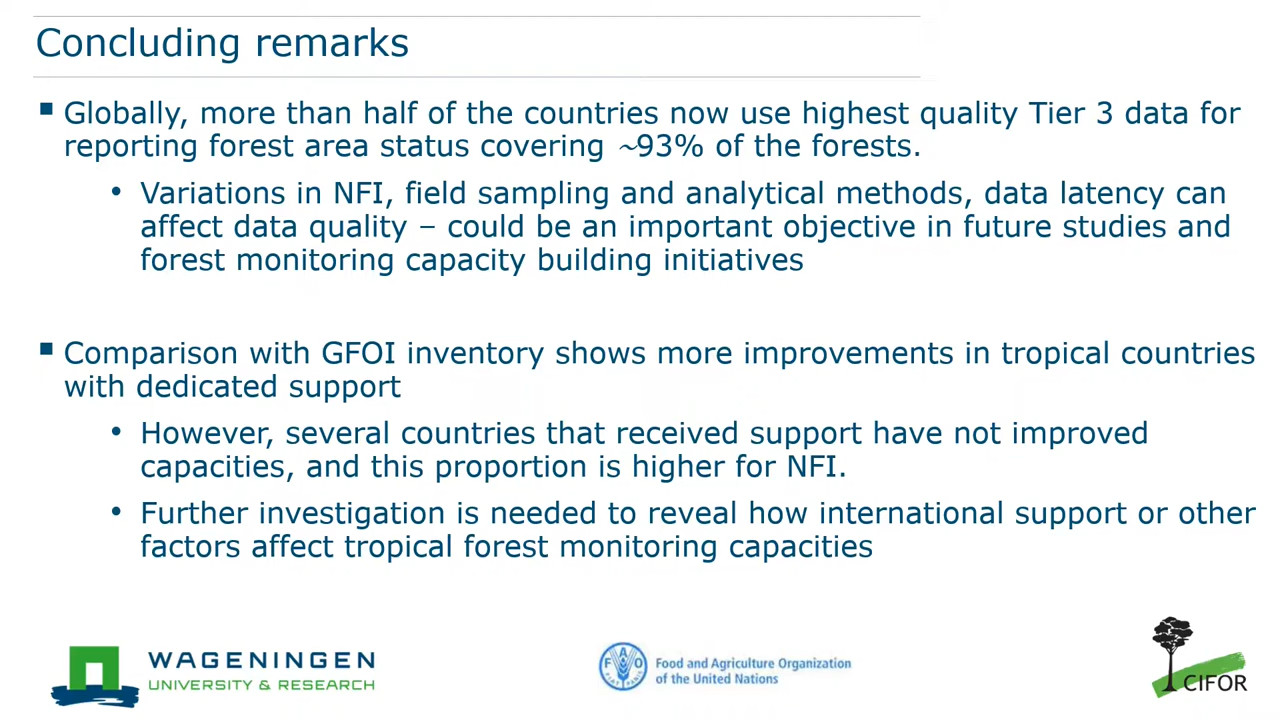 Concluding remarks
▪ Globally, more than half of the countries now use highest quality Tier 3 data for
reporting forest area status covering ~93% of the forests.
• Variations in NFI, field sampling and analytical methods, data latency can
affect data quality – could be an important objective in future studies and
forest monitoring capacity building initiatives
▪ Comparison with GFOI inventory shows more improvements in tropical countries
with dedicated support
• However, several countries that received support have not improved
capacities, and this proportion is higher for NFI.
• Further investigation is needed to reveal how international support or other
factors affect tropical forest monitoring capacities
WAGENINGEN
UNIVERSITY & RESEARCH
FAO
FIAT PANIS
Food and Agriculture Organization
of the United Nations
CIFOR